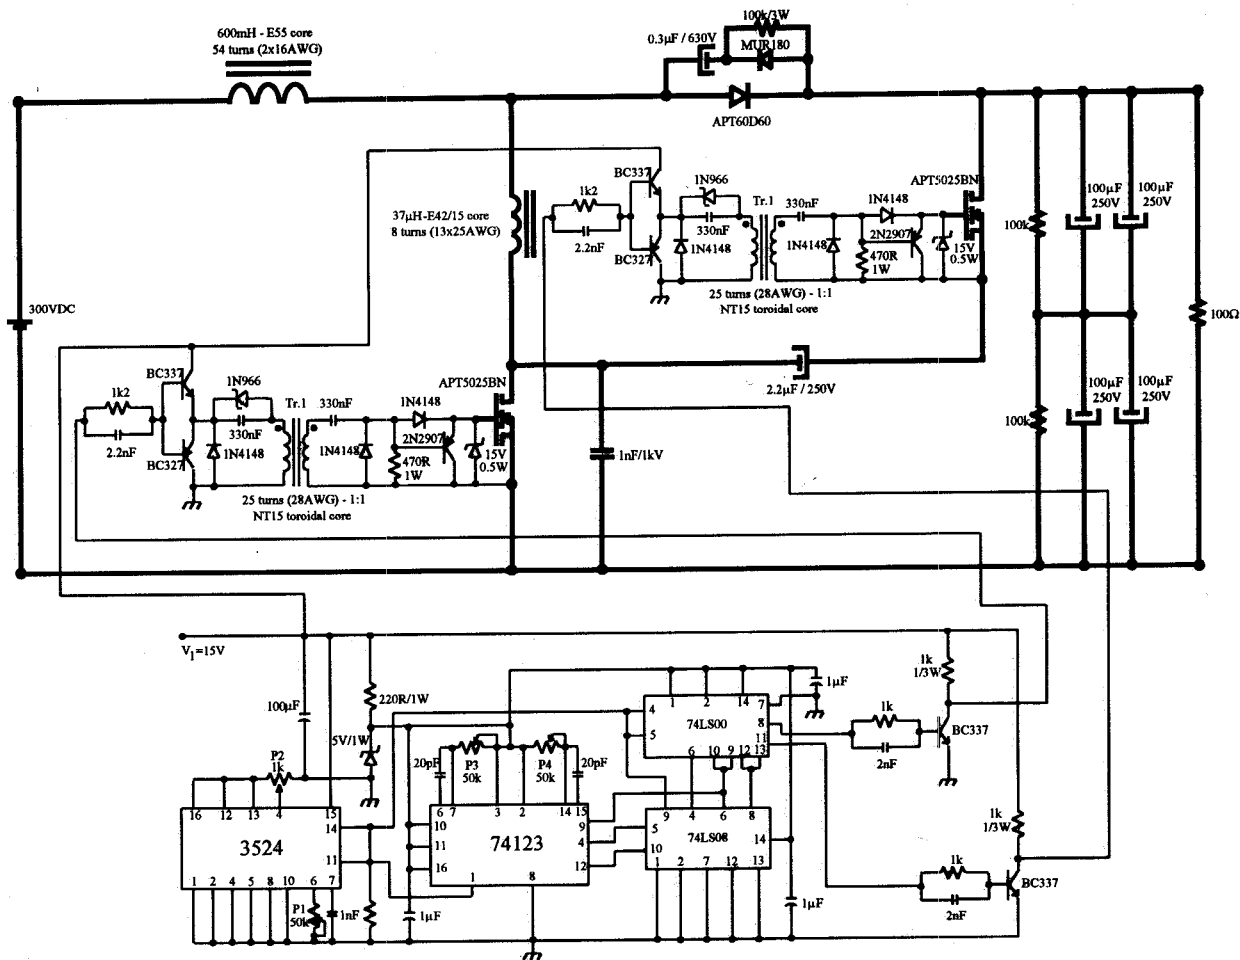 600mH - E55 core
54 turns (2x16AWG)
100k/3W
0.3µF / 630V
MUR180
APT60D60
BC337
1k2
2.2nF
BC327
1N966
330nF
1N4148
Tr.1
330nF
1N4148
1N4148
2N2907
470R
1W
15V
0.5W
APT5025BN
25 turns (28AWG) - 1:1
NT15 toroidal core
37µH-E42/15 core
8 turns (13x25AWG)
100k
100k
100µF
250V
100µF
250V
100µF
250V
100µF
250V
100Ω
300VDC
2.2µF / 250V
1nF/1kV
BC337
1k2
2.2nF
BC327
1N966
330nF
1N4148
Tr.1
330nF
1N4148
1N4148
2N2907
470R
1W
15V
0.5W
APT5025BN
25 turns (28AWG) - 1:1
NT15 toroidal core
V1=15V
100µF
220R/1W
5V/1W
P2
1k
16 12 13 4 15
14
3524
11
1 2 4 5 8 10 6 7
P1
50k
1nF
1µF
20pF
P3
50k
P4
50k
20pF
6 7 3 2 14 15
10 9
11
74123
4
16 12
1 8
1 2 14
4 7
74LS00
8
5 11
6 10 9 12 13
9 4 6 8
5
74LS08
14
10
1 2 7 12 13
1µF
1µF
1k
1/3W
1k
2nF
BC337
1k
1/3W
1k
2nF
BC337